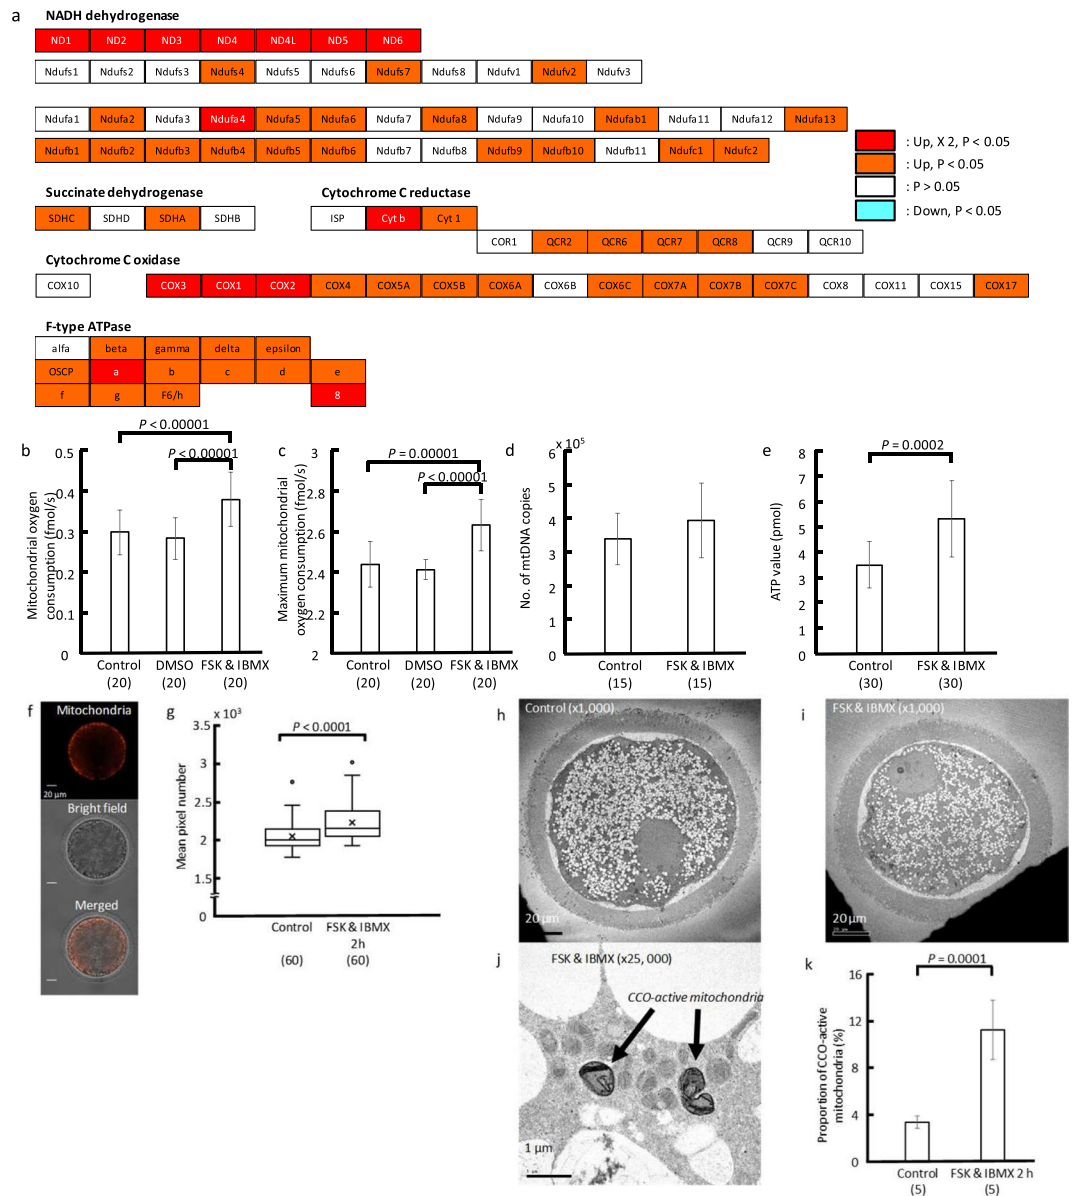 a
NADH dehydrogenase
ND1 ND2 ND3 ND4 ND4L ND5 ND6
Ndufs1 Ndufs2 Ndufs3 Ndufs4 Ndufs5 Ndufs6 Ndufs7 Ndufs8 Ndufv1 Ndufv2 Ndufv3
Ndufa1 Ndufa2 Ndufa3 Ndufa4 Ndufa5 Ndufa6 Ndufa7 Ndufa8 Ndufa9 Ndufa10 Ndufab1 Ndufa11 Ndufa12 Ndufa13
Ndufb1 Ndufb2 Ndufb3 Ndufb4 Ndufb5 Ndufb6 Ndufb7 Ndufb8 Ndufb9 Ndufb10 Ndufb11 Ndufc1 Ndufc2
: Up, X 2, P < 0.05
: Up, P < 0.05
: P > 0.05
: Down, P < 0.05
Succinate dehydrogenase
SDHC SDHD SDHA SDHB
Cytochrome C reductase
ISP Cyt b Cyt 1
COR1 QCR2 QCR6 QCR7 QCR8 QCR9 QCR10
Cytochrome C oxidase
COX10 COX3 COX1 COX2 COX4 COX5A COX5B COX6A COX6B COX6C COX7A COX7B COX7C COX8 COX11 COX15 COX17
F-type ATPase
alfa beta gamma delta epsilon
OSCP a b c d e
f g F6/h 8
b
Mitochondrial oxygen
consumption (fmol/s)
0.5
0.4
0.3
0.2
0.1
0
P < 0.00001
P < 0.00001
Control DMSO FSK & IBMX
(20) (20) (20)
c
Maximum mitochondrial
oxygen consumption (fmol/s)
3
2.8
2.6
2.4
2.2
2
P = 0.00001
P < 0.00001
Control DMSO FSK & IBMX
(20) (20) (20)
d
x 10⁵
No. of mtDNA copies
6
5
4
3
2
1
0
Control FSK & IBMX
(15) (15)
e
ATP value (pmol)
8
7
6
5
4
3
2
1
0
P = 0.0002
Control FSK & IBMX
(30) (30)
f
Mitochondria
20 µm
Bright field
Merged
g
x 10³
Mean pixel number
3.5
3
2.5
2
1.5
0
P < 0.0001
Control FSK & IBMX
2h
(60) (60)
h
Control (x1,000)
20 µm
i
FSK & IBMX (x1,000)
20 µm
j
FSK & IBMX (x25, 000)
CCO-active mitochondria
1 µm
k
Proportion of CCO-active
mitochondria (%)
16
12
8
4
0
P = 0.0001
Control FSK & IBMX 2 h
(5) (5)